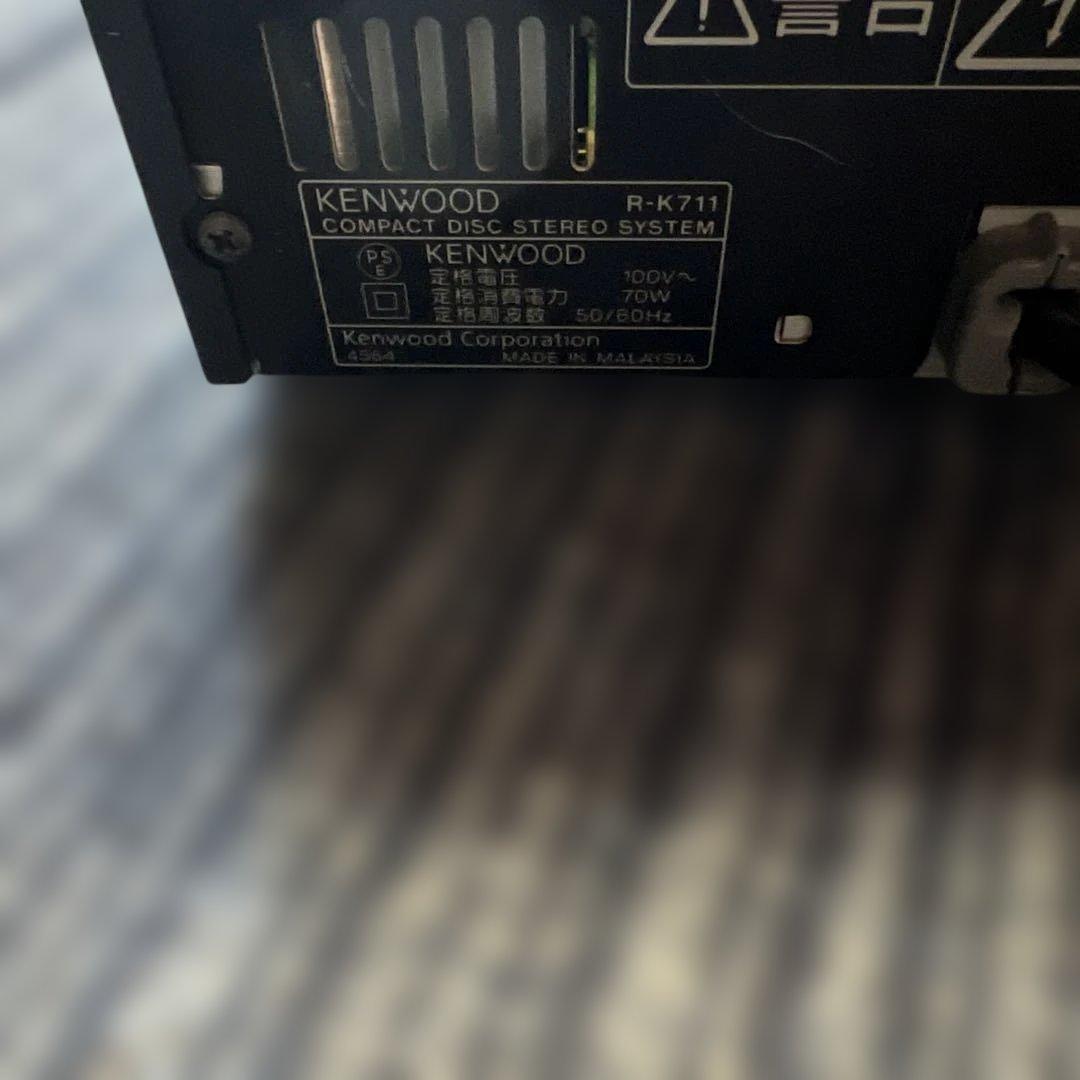 警告
KENWOOD R-K711
COMPACT DISC STEREO SYSTEM
PS
E
KENWOOD
定格電圧 100V~
定格消費電力 70W
定格周波数 50/60Hz
Kenwood Corporation
4564 MADE IN MALAYSIA